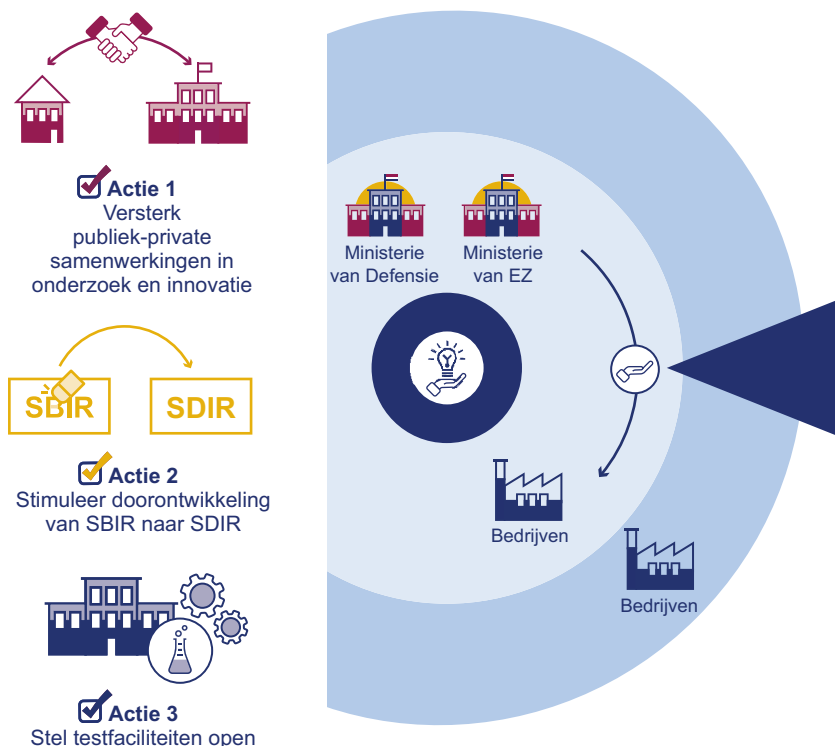 Actie 1
Versterk
publiek-private
samenwerkingen in
onderzoek en innovatie
SBIR
SDIR
Actie 2
Stimuleer doorontwikkeling
van SBIR naar SDIR
Actie 3
Stel testfaciliteiten open
Ministerie
van Defensie
Ministerie
van EZ
Bedrijven
Bedrijven